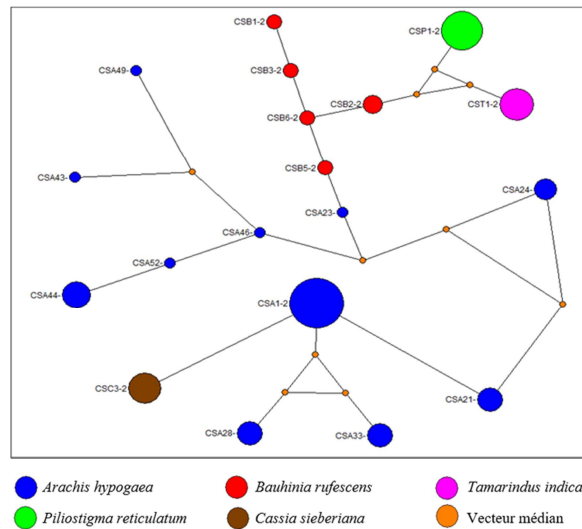 CSB1-2
CSP1-2
CSA49-
CSB3-2
CSB2-2
CST1-2
CSB6-2
CSB5-2
CSA43-
CSA24-
CSA23-
CSA46-
CSA52-
CSA44-
CSA1-2
CSC3-2
CSA21-
CSA28-
CSA33-
Arachis hypogaea
Bauhinia rufescens
Tamarindus indica
Piliostigma reticulatum
Cassia sieberiana
Vecteur médian